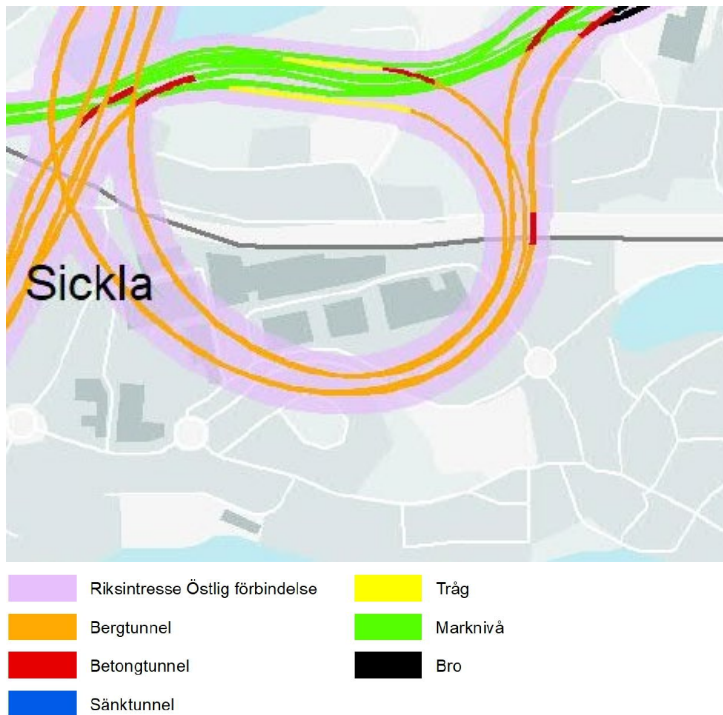 Sickla
Riksintresse Östlig förbindelse
Bergtunnel
Betongtunnel
Sänktunnel
Tråg
Marknivå
Bro